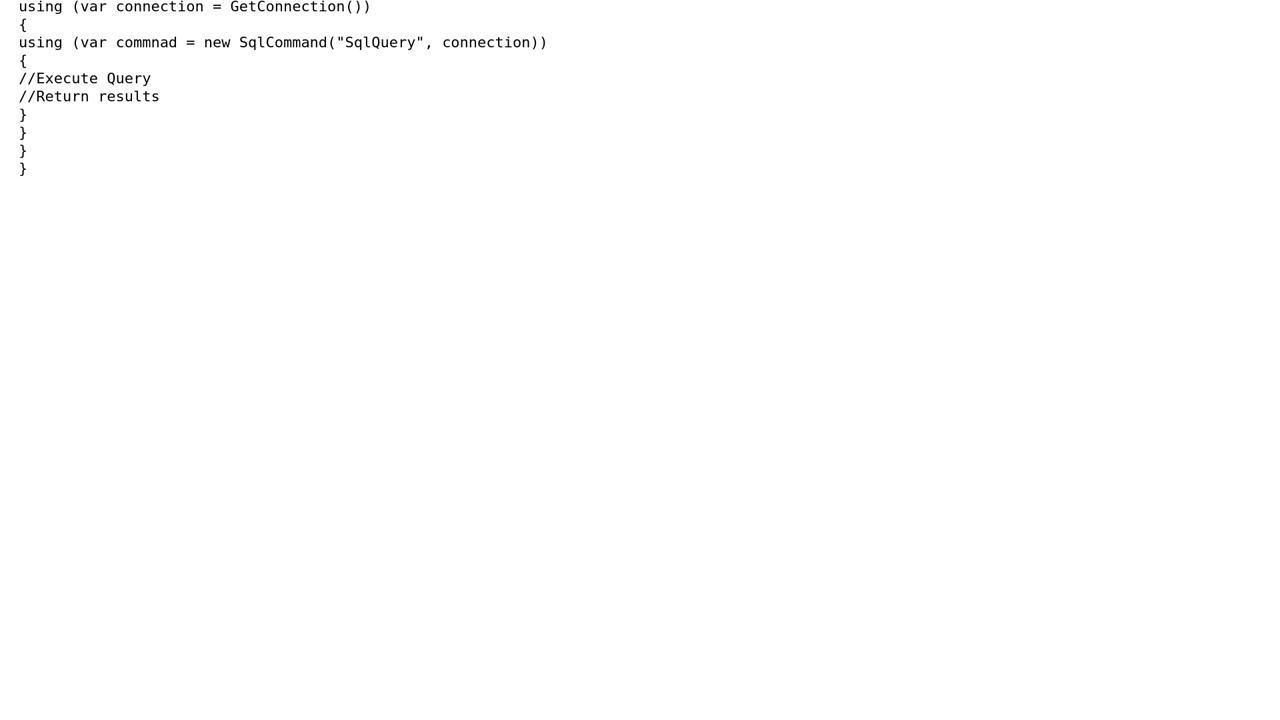 using (var connection = GetConnection())
{
using (var commnad = new SqlCommand("SqlQuery", connection))
{
//Execute Query
//Return results
}
}
}
}